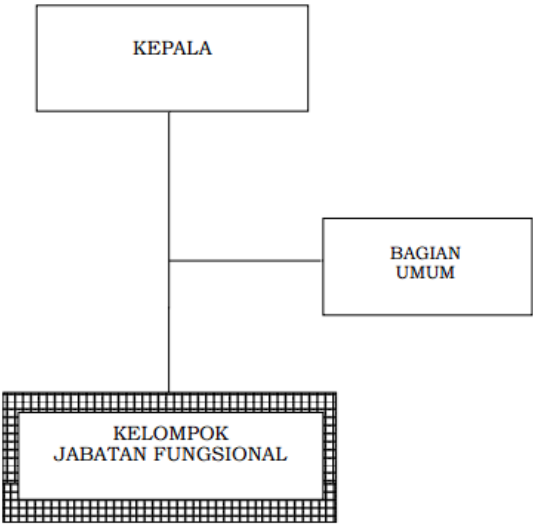 KEPALA
BAGIAN
UMUM
KELOMPOK
JABATAN FUNGSIONAL